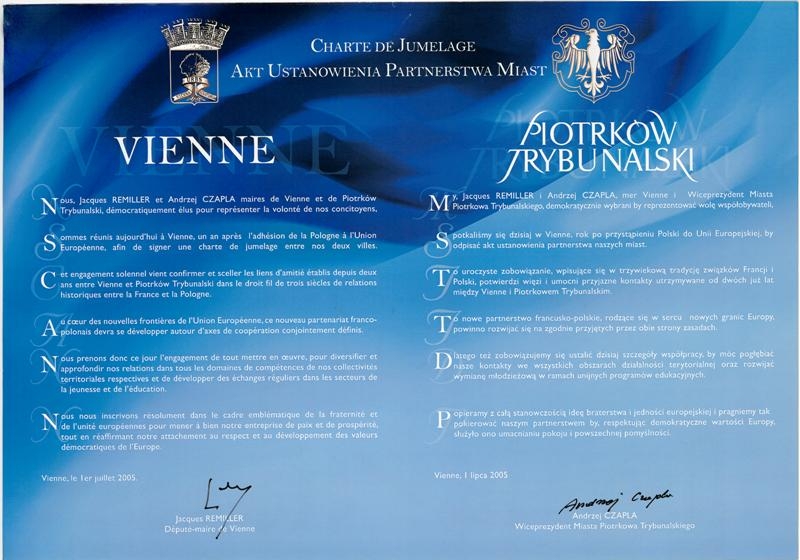 CHARTE DE JUMELAGE
AKT USTANOWIENIA PARTNERSTWA MIAST
VIENNE
Nous, Jacques REMILLER et Andrzej CZAPLA maires de Vienne et de Piotrków
Trybunalski, démocratiquement élus pour représenter la volonté de nos concitoyens,
Sommes réunis aujourd'hui à Vienne, un an après l'adhésion de la Pologne à l'Union
Européenne, afin de signer une charte de jumelage entre nos deux villes.
Cet engagement solennel vient confirmer et sceller les liens d'amitié établis depuis deux
ans entre Vienne et Piotrków Trybunalski dans le droit fil de trois siècles de relations
historiques entre la France et la Pologne.
Au cœur des nouvelles frontières de l'Union Européenne, ce nouveau partenariat franco-
polonais devra se développer autour d'axes de coopération conjointement définis.
Nous prenons donc ce jour l'engagement de tout mettre en œuvre, pour diversifier et
approfondir nos relations dans tous les domaines de compétences de nos collectivités
territoriales respectives et de développer des échanges réguliers dans les secteurs de
la jeunesse et de l'éducation.
Nous nous inscrivons résolument dans le cadre emblématique de la fraternité et
de l'unité européennes pour mener à bien notre entreprise de paix et de prospérité,
tout en réaffirmant notre attachement au respect et au développement des valeurs
démocratiques de l'Europe.
Vienne, le 1er juillet 2005.
Jacques REMILLER
Député-maire de Vienne
PIOTRKÓW
TRYBUNALSKI
My, Jacques REMILLER i Andrzej CZAPLA, mer Vienne i Wiceprezydent Miasta
Piotrkowa Trybunalskiego, demokratycznie wybrani by reprezentować wolę współobywateli,
Spotkaliśmy się dzisiaj w Vienne, rok po przystąpieniu Polski do Unii Europejskiej, by
odpisać akt ustanowienia partnerstwa naszych miast.
To uroczyste zobowiązanie, wpisujące się w trzywiekową tradycję związków Francji i
Polski, potwierdzi więzi i umocni przyjazne kontakty utrzymywane od dwóch już lat
między Vienne i Piotrkowem Trybunalskim.
To nowe partnerstwo francusko-polskie, rodzące się w sercu nowych granic Europy,
powinno rozwijać się na zgodnie przyjętych przez obie strony zasadach.
Dlatego też zobowiązujemy się ustalić dzisiaj szczegóły współpracy, by móc pogłębiać
nasze kontakty we wszystkich obszarach działalności terytorialnej oraz rozwijać
wymianę młodzieżową w ramach unijnych programów edukacyjnych.
Popieramy z całą stanowczością ideę braterstwa i jedności europejskiej i pragniemy tak
pokierować naszym partnerstwem by, respektując demokratyczne wartości Europy,
służyło ono umacnianiu pokoju i powszechnej pomyślności.
Vienne, 1 lipca 2005
Andrzej Czapla
Andrzej CZAPLA
Wiceprezydent Miasta Piotrkowa Trybunalskiego